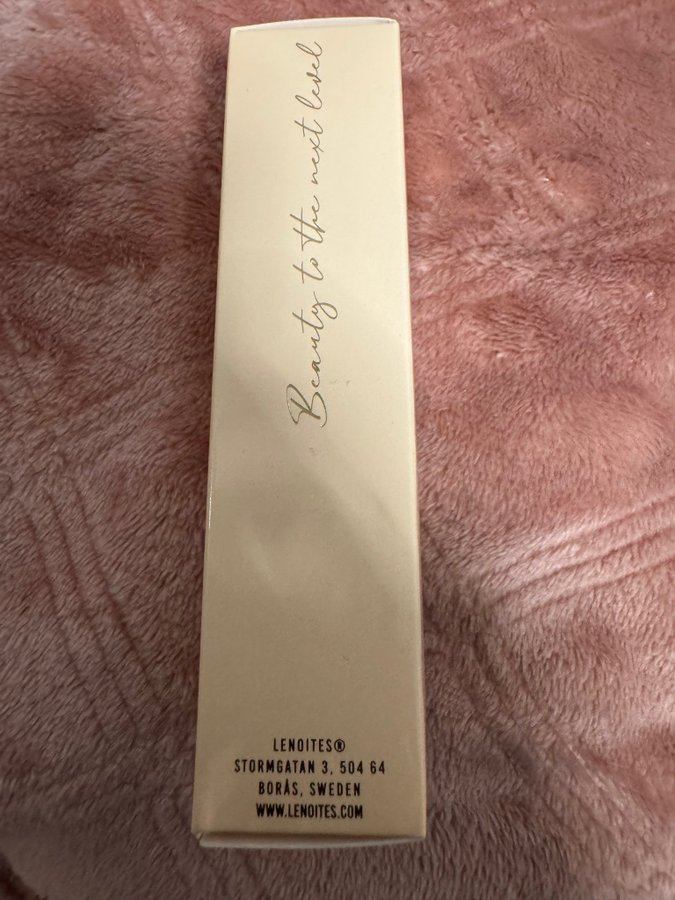 Beauty to the next level
LENOITES®
STORMGATAN 3, 504 64
BORÅS, SWEDEN
WWW.LENOITES.COM